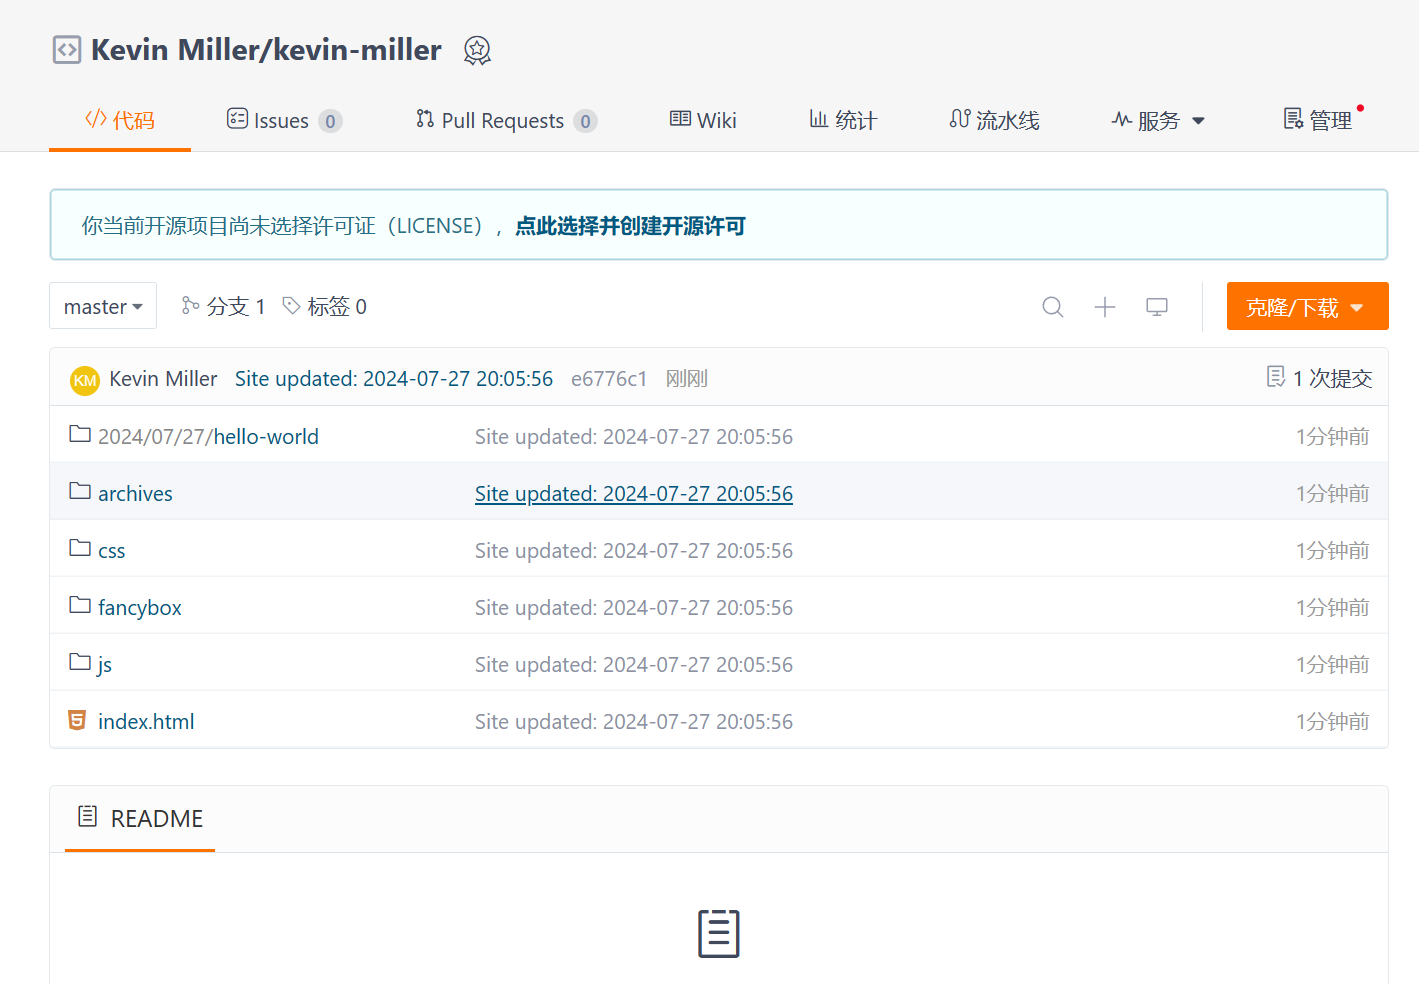 Kevin Miller/kevin-miller
代码 Issues 0 Pull Requests 0 Wiki 统计 流水线 服务 管理
你当前开源项目尚未选择许可证（LICENSE），点此选择并创建开源许可
master 分支 1 标签 0 克隆/下载
KM Kevin Miller Site updated: 2024-07-27 20:05:56 e6776c1 刚刚 1 次提交
2024/07/27/hello-world Site updated: 2024-07-27 20:05:56 1分钟前
archives Site updated: 2024-07-27 20:05:56 1分钟前
css Site updated: 2024-07-27 20:05:56 1分钟前
fancybox Site updated: 2024-07-27 20:05:56 1分钟前
js Site updated: 2024-07-27 20:05:56 1分钟前
index.html Site updated: 2024-07-27 20:05:56 1分钟前
README